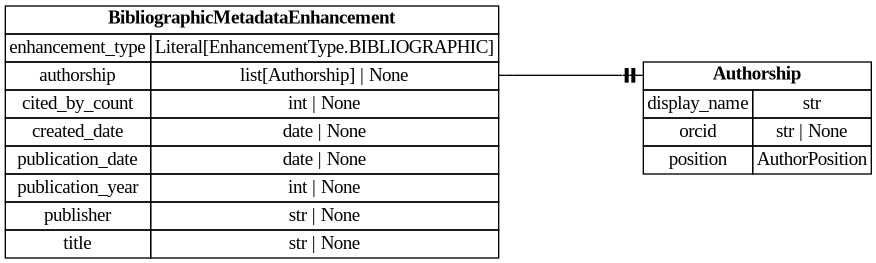 BibliographicMetadataEnhancement
enhancement_type Literal[EnhancementType.BIBLIOGRAPHIC]
authorship list[Authorship] | None
cited_by_count int | None
created_date date | None
publication_date date | None
publication_year int | None
publisher str | None
title str | None
Authorship
display_name str
orcid str | None
position AuthorPosition